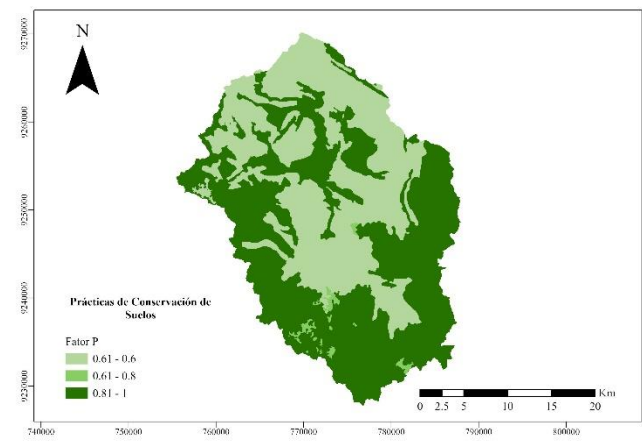 N
9270000
9260000
9250000
9240000
9230000
Prácticas de Conservación de
Suelos
Fator P
0.61 - 0.6
0.61 - 0.8
0.81 - 1
Km
0 2.5 5 10 15 20
740000 750000 760000 770000 780000 790000 800000